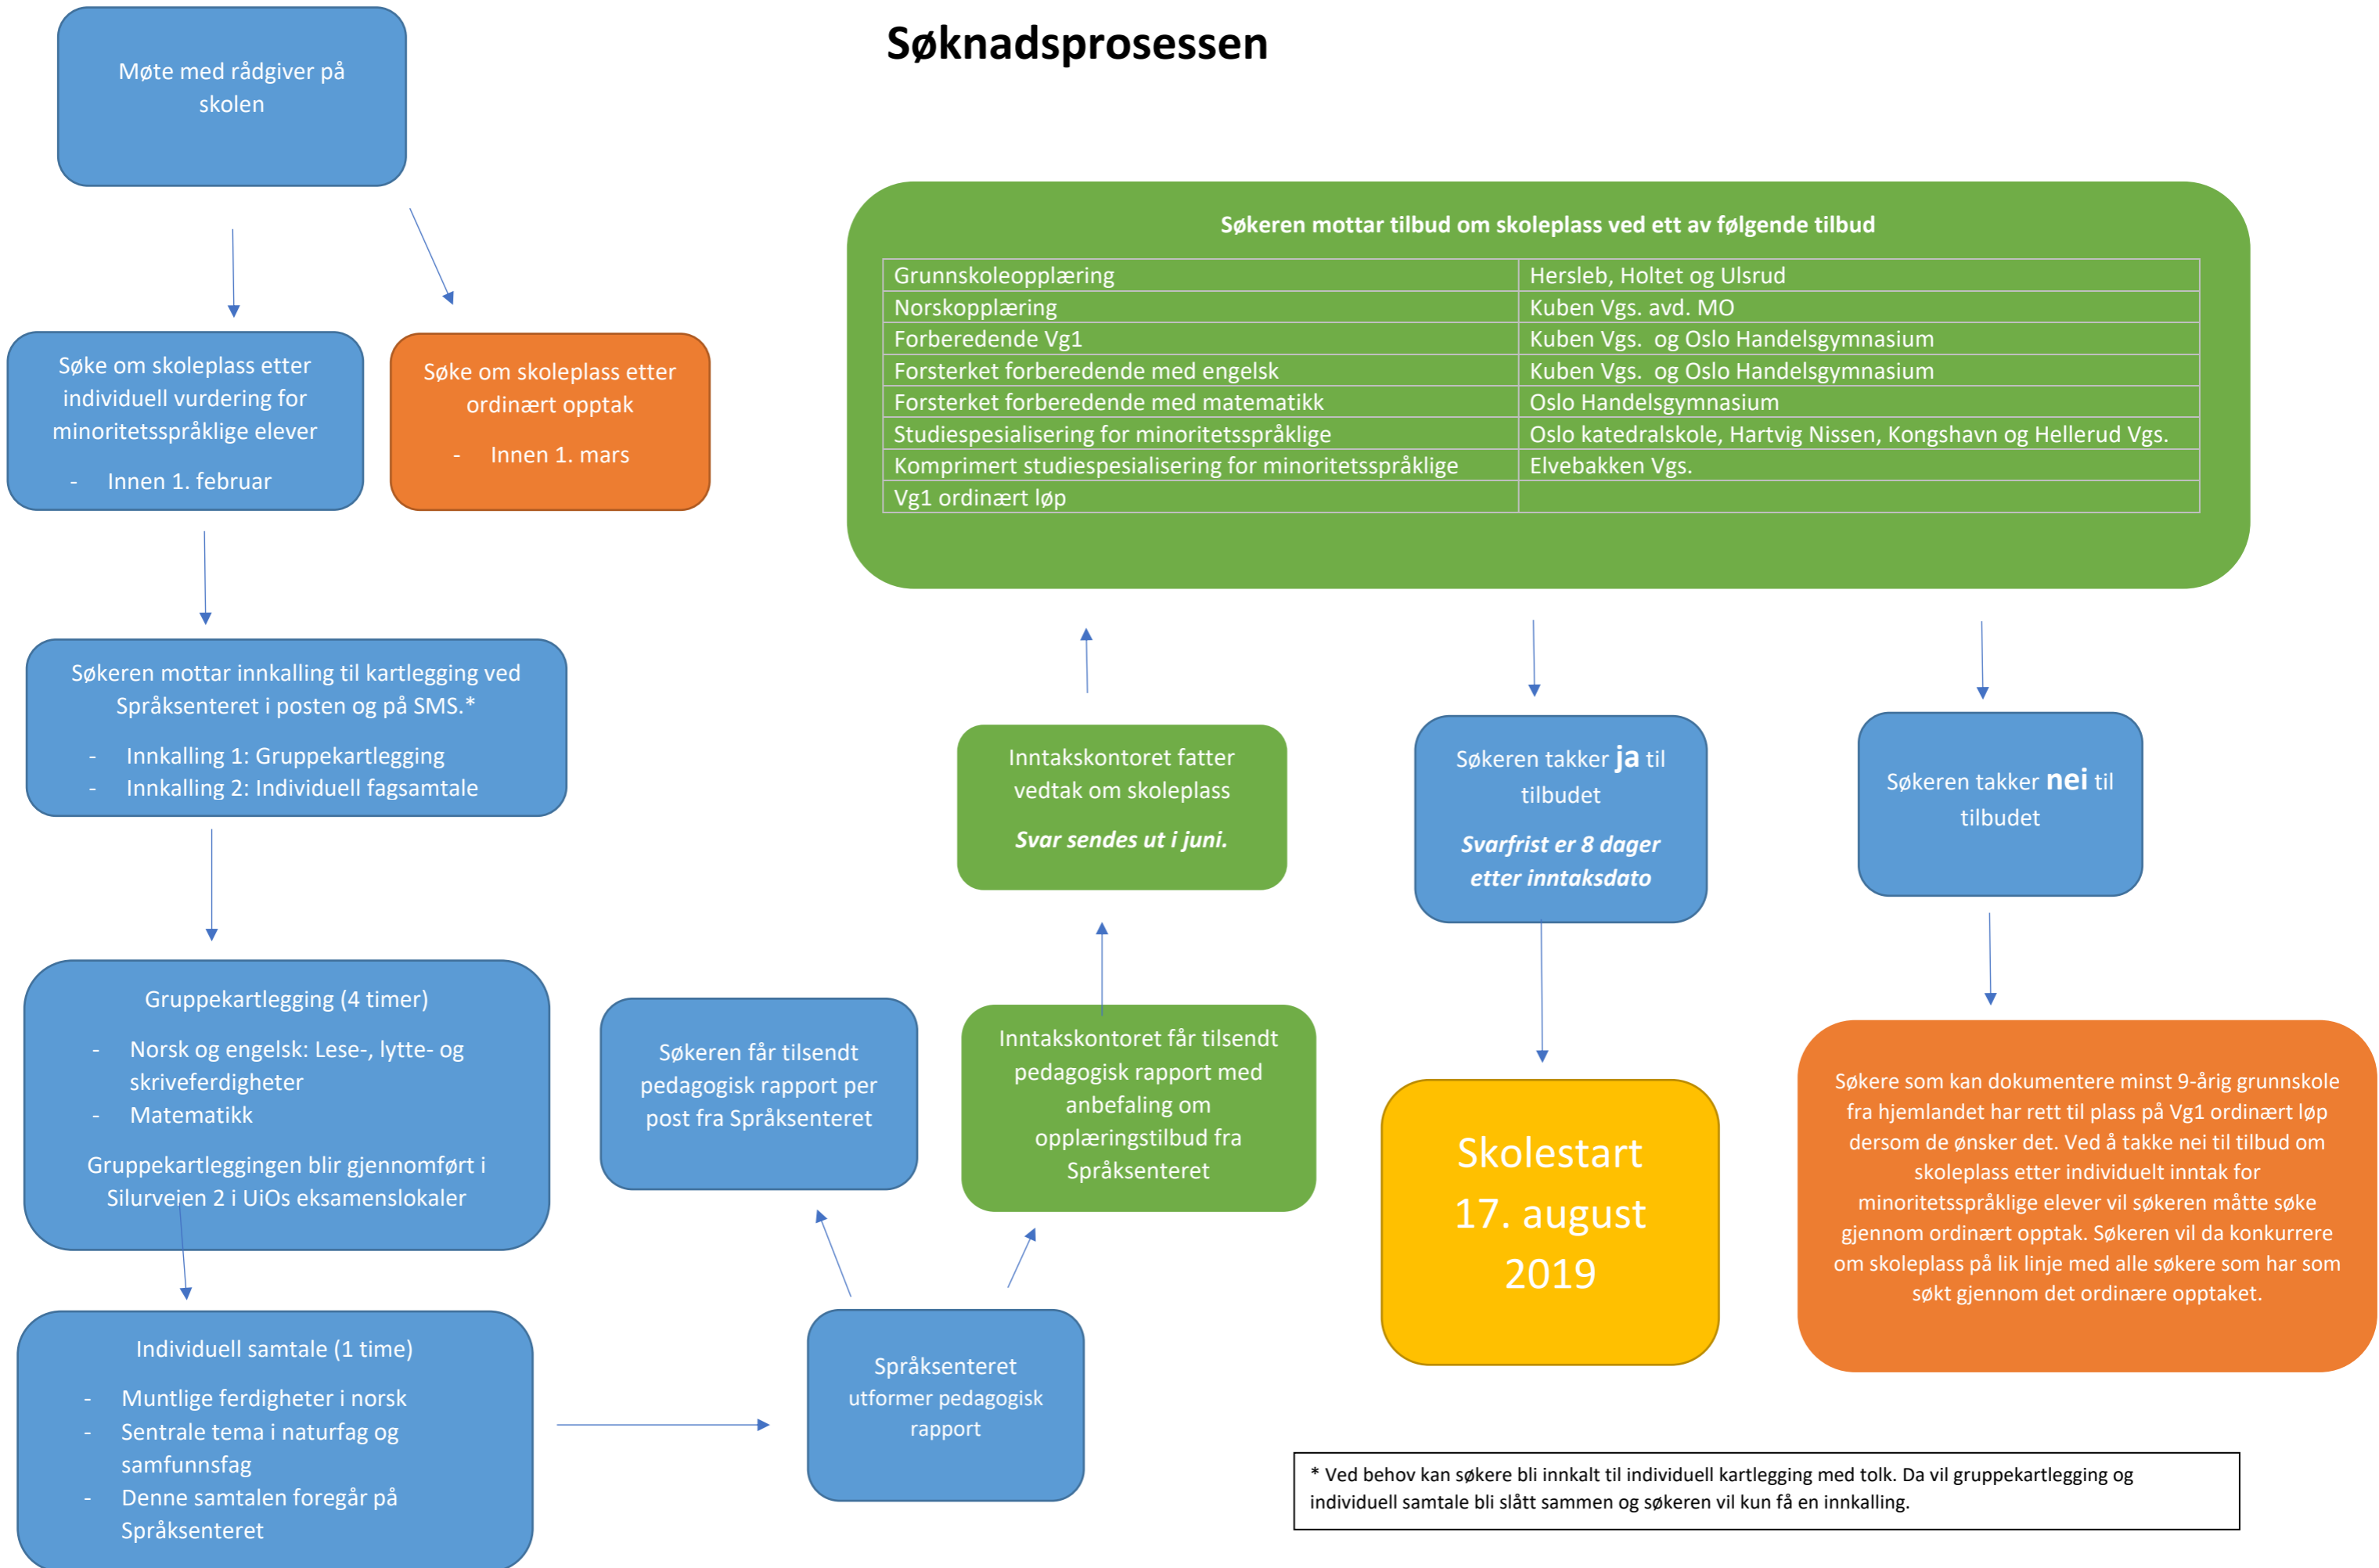 Søknadsprosessen
Møte med rådgiver på
skolen
Søke om skoleplass etter
individuell vurdering for
minoritetsspråklige elever
- Innen 1. februar
Søke om skoleplass etter
ordinært opptak
- Innen 1. mars
Søkeren mottar innkalling til kartlegging ved
Språksenteret i posten og på SMS.*
- Innkalling 1: Gruppekartlegging
- Innkalling 2: Individuell fagsamtale
Gruppekartlegging (4 timer)
- Norsk og engelsk: Lese-, lytte- og
skriveferdigheter
- Matematikk
Gruppekartleggingen blir gjennomført i
Silurveien 2 i UiOs eksamenslokaler
Individuell samtale (1 time)
- Muntlige ferdigheter i norsk
- Sentrale tema i naturfag og
samfunnsfag
- Denne samtalen foregår på
Språksenteret
Språksenteret
utformer pedagogisk
rapport
Søkeren får tilsendt
pedagogisk rapport per
post fra Språksenteret
Inntakskontoret får tilsendt
pedagogisk rapport med
anbefaling om
opplæringstilbud fra
Språksenteret
Inntakskontoret fatter
vedtak om skoleplass
Svar sendes ut i juni.
Søkeren mottar tilbud om skoleplass ved ett av følgende tilbud
Grunnskoleopplæring Hersleb, Holtet og Ulsrud
Norskopplæring Kuben Vgs. avd. MO
Forberedende Vg1 Kuben Vgs. og Oslo Handelsgymnasium
Forsterket forberedende med engelsk Kuben Vgs. og Oslo Handelsgymnasium
Forsterket forberedende med matematikk Oslo Handelsgymnasium
Studiespesialisering for minoritetsspråklige Oslo katedralskole, Hartvig Nissen, Kongshavn og Hellerud Vgs.
Komprimert studiespesialisering for minoritetsspråklige Elvebakken Vgs.
Vg1 ordinært løp
Søkeren takker ja til
tilbudet
Svarfrist er 8 dager
etter inntaksdato
Skolestart
17. august
2019
Søkeren takker nei til
tilbudet
Søkere som kan dokumentere minst 9-årig grunnskole
fra hjemlandet har rett til plass på Vg1 ordinært løp
dersom de ønsker det. Ved å takke nei til tilbud om
skoleplass etter individuelt inntak for
minoritetsspråklige elever vil søkeren måtte søke
gjennom ordinært opptak. Søkeren vil da konkurrere
om skoleplass på lik linje med alle søkere som har som
søkt gjennom det ordinære opptaket.
* Ved behov kan søkere bli innkalt til individuell kartlegging med tolk. Da vil gruppekartlegging og
individuell samtale bli slått sammen og søkeren vil kun få en innkalling.